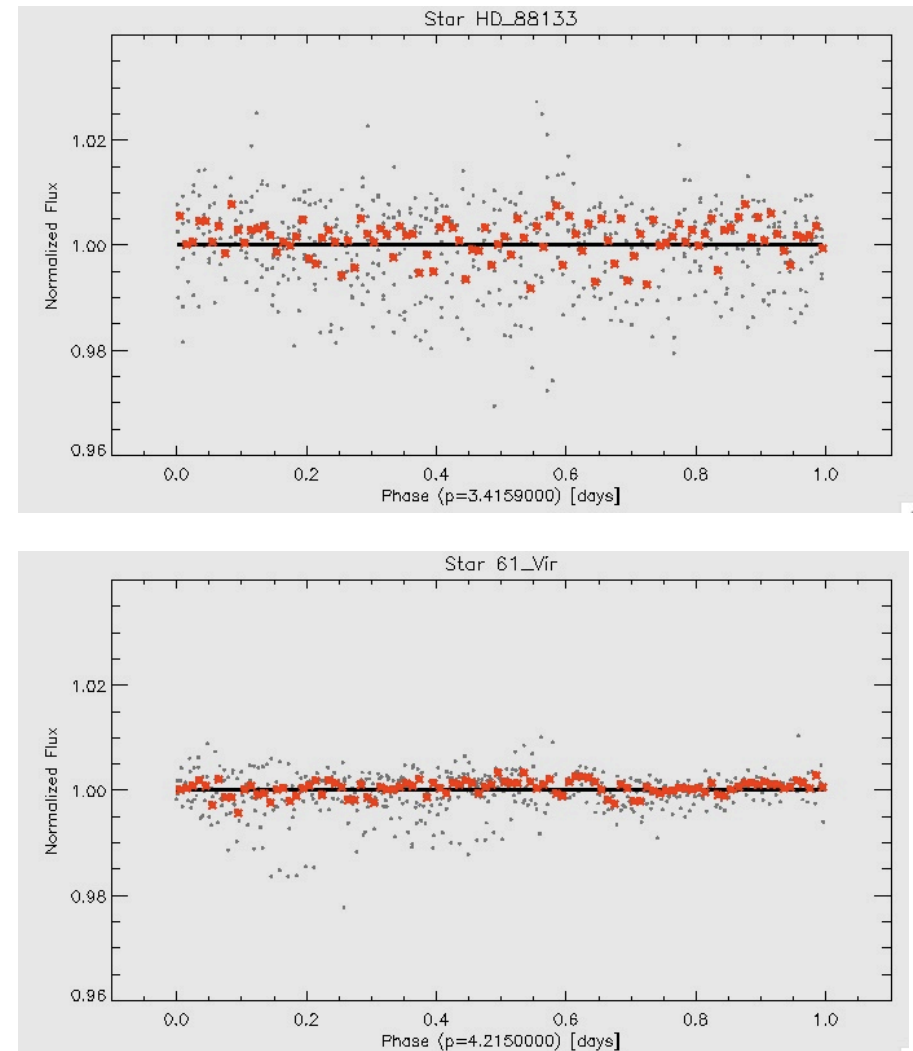 Star HD_88133
1.02
1.00
0.98
0.96
Normalized Flux
0.0 0.2 0.4 0.6 0.8 1.0
Phase (p=3.4159000) [days]
Star 61_Vir
1.02
1.00
0.98
0.96
Normalized Flux
0.0 0.2 0.4 0.6 0.8 1.0
Phase (p=4.2150000) [days]